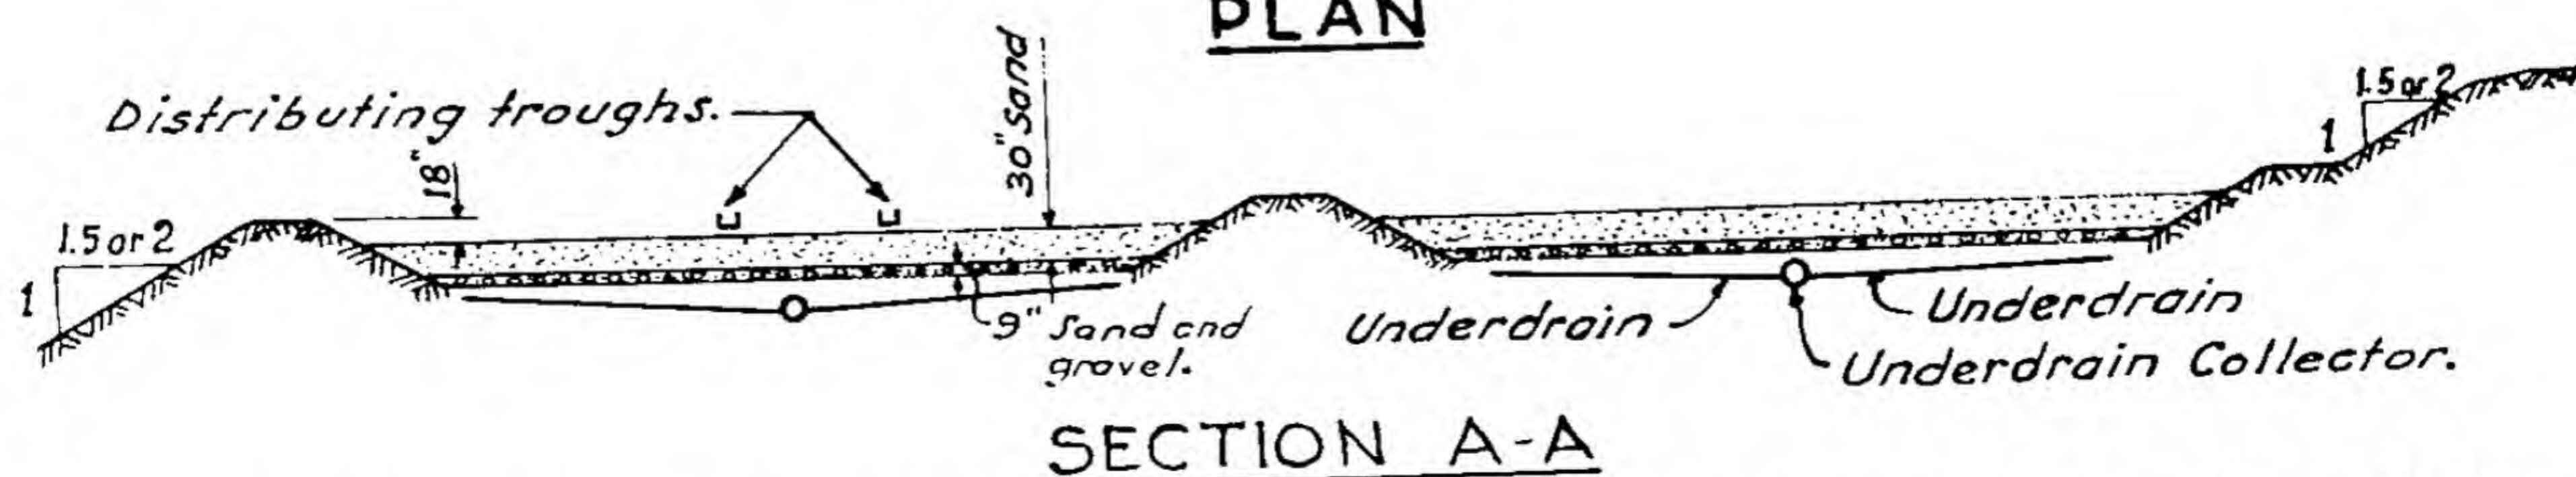 PLAN
Distributing troughs.
18"
30" Sand
1.5 or 2
1
1.5 or 2
1
9" Sand and
gravel.
Underdrain
Underdrain
Underdrain Collector.
SECTION A-A